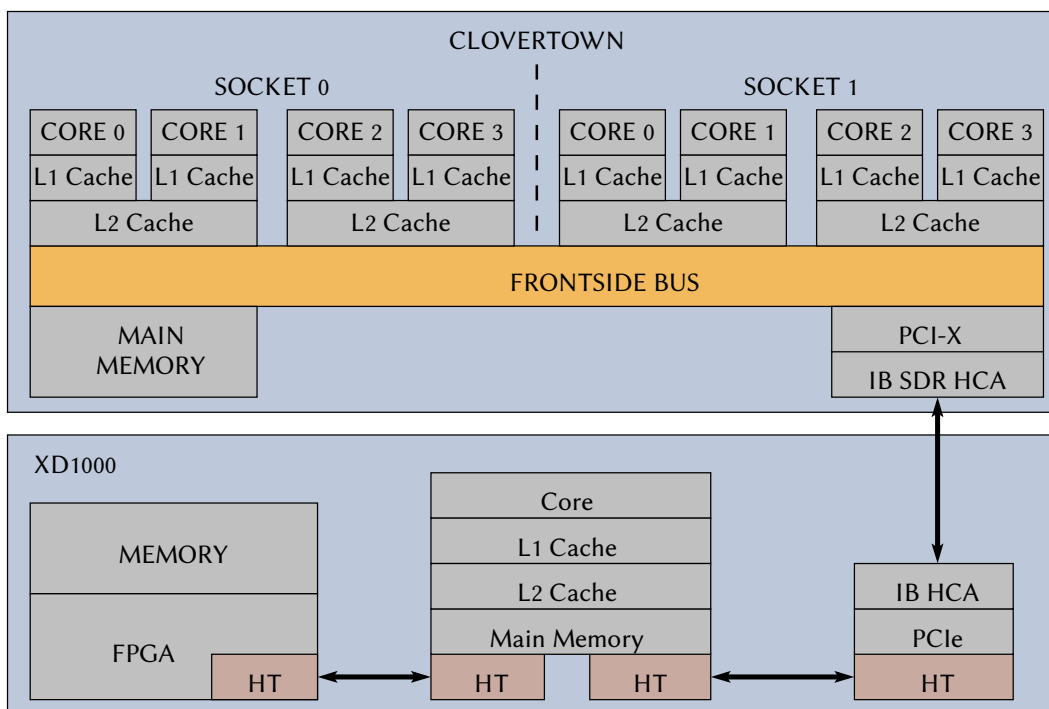 CLOVERTOWN
SOCKET 0
SOCKET 1
CORE 0
CORE 1
CORE 2
CORE 3
CORE 0
CORE 1
CORE 2
CORE 3
L1 Cache
L1 Cache
L1 Cache
L1 Cache
L1 Cache
L1 Cache
L1 Cache
L1 Cache
L2 Cache
L2 Cache
L2 Cache
L2 Cache
FRONTSIDE BUS
MAIN
MEMORY
PCI-X
IB SDR HCA
XD1000
MEMORY
FPGA
HT
Core
L1 Cache
L2 Cache
Main Memory
HT
HT
IB HCA
PCIe
HT